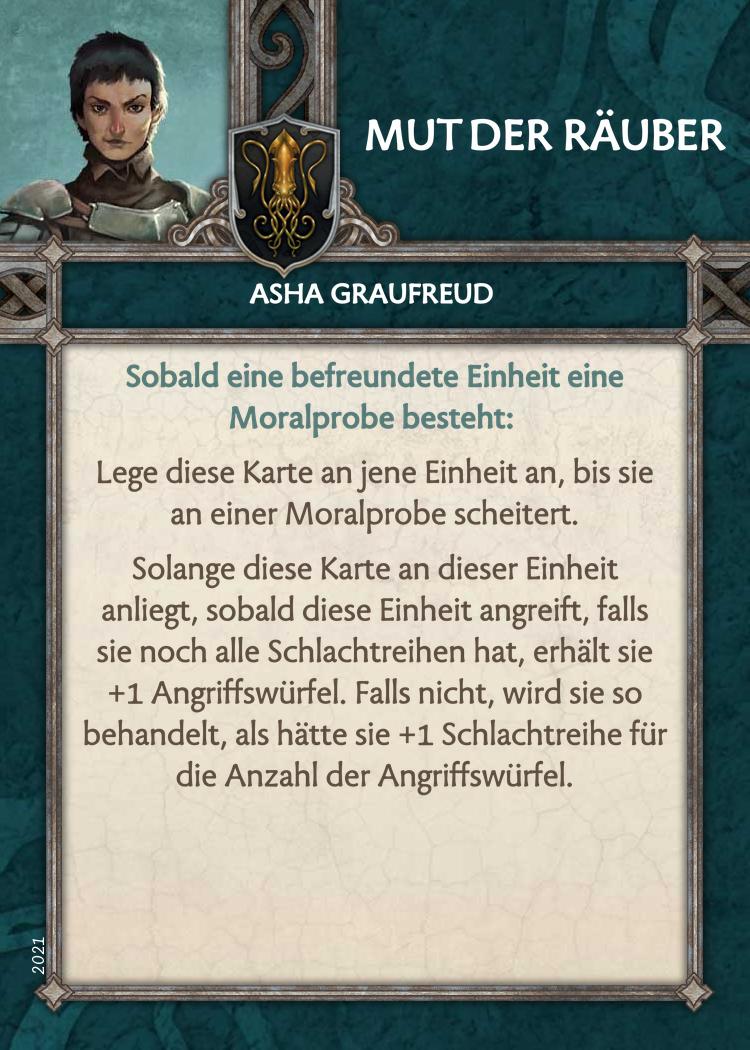 MUT DER RÄUBER
ASHA GRAUFREUD
Sobald eine befreundete Einheit eine
Moralprobe besteht:
Lege diese Karte an jene Einheit an, bis sie
an einer Moralprobe scheitert.
Solange diese Karte an dieser Einheit
anliegt, sobald diese Einheit angreift, falls
sie noch alle Schlachtreihen hat, erhält sie
+1 Angriffswürfel. Falls nicht, wird sie so
behandelt, als hätte sie +1 Schlachtreihe für
die Anzahl der Angriffswürfel.
2021